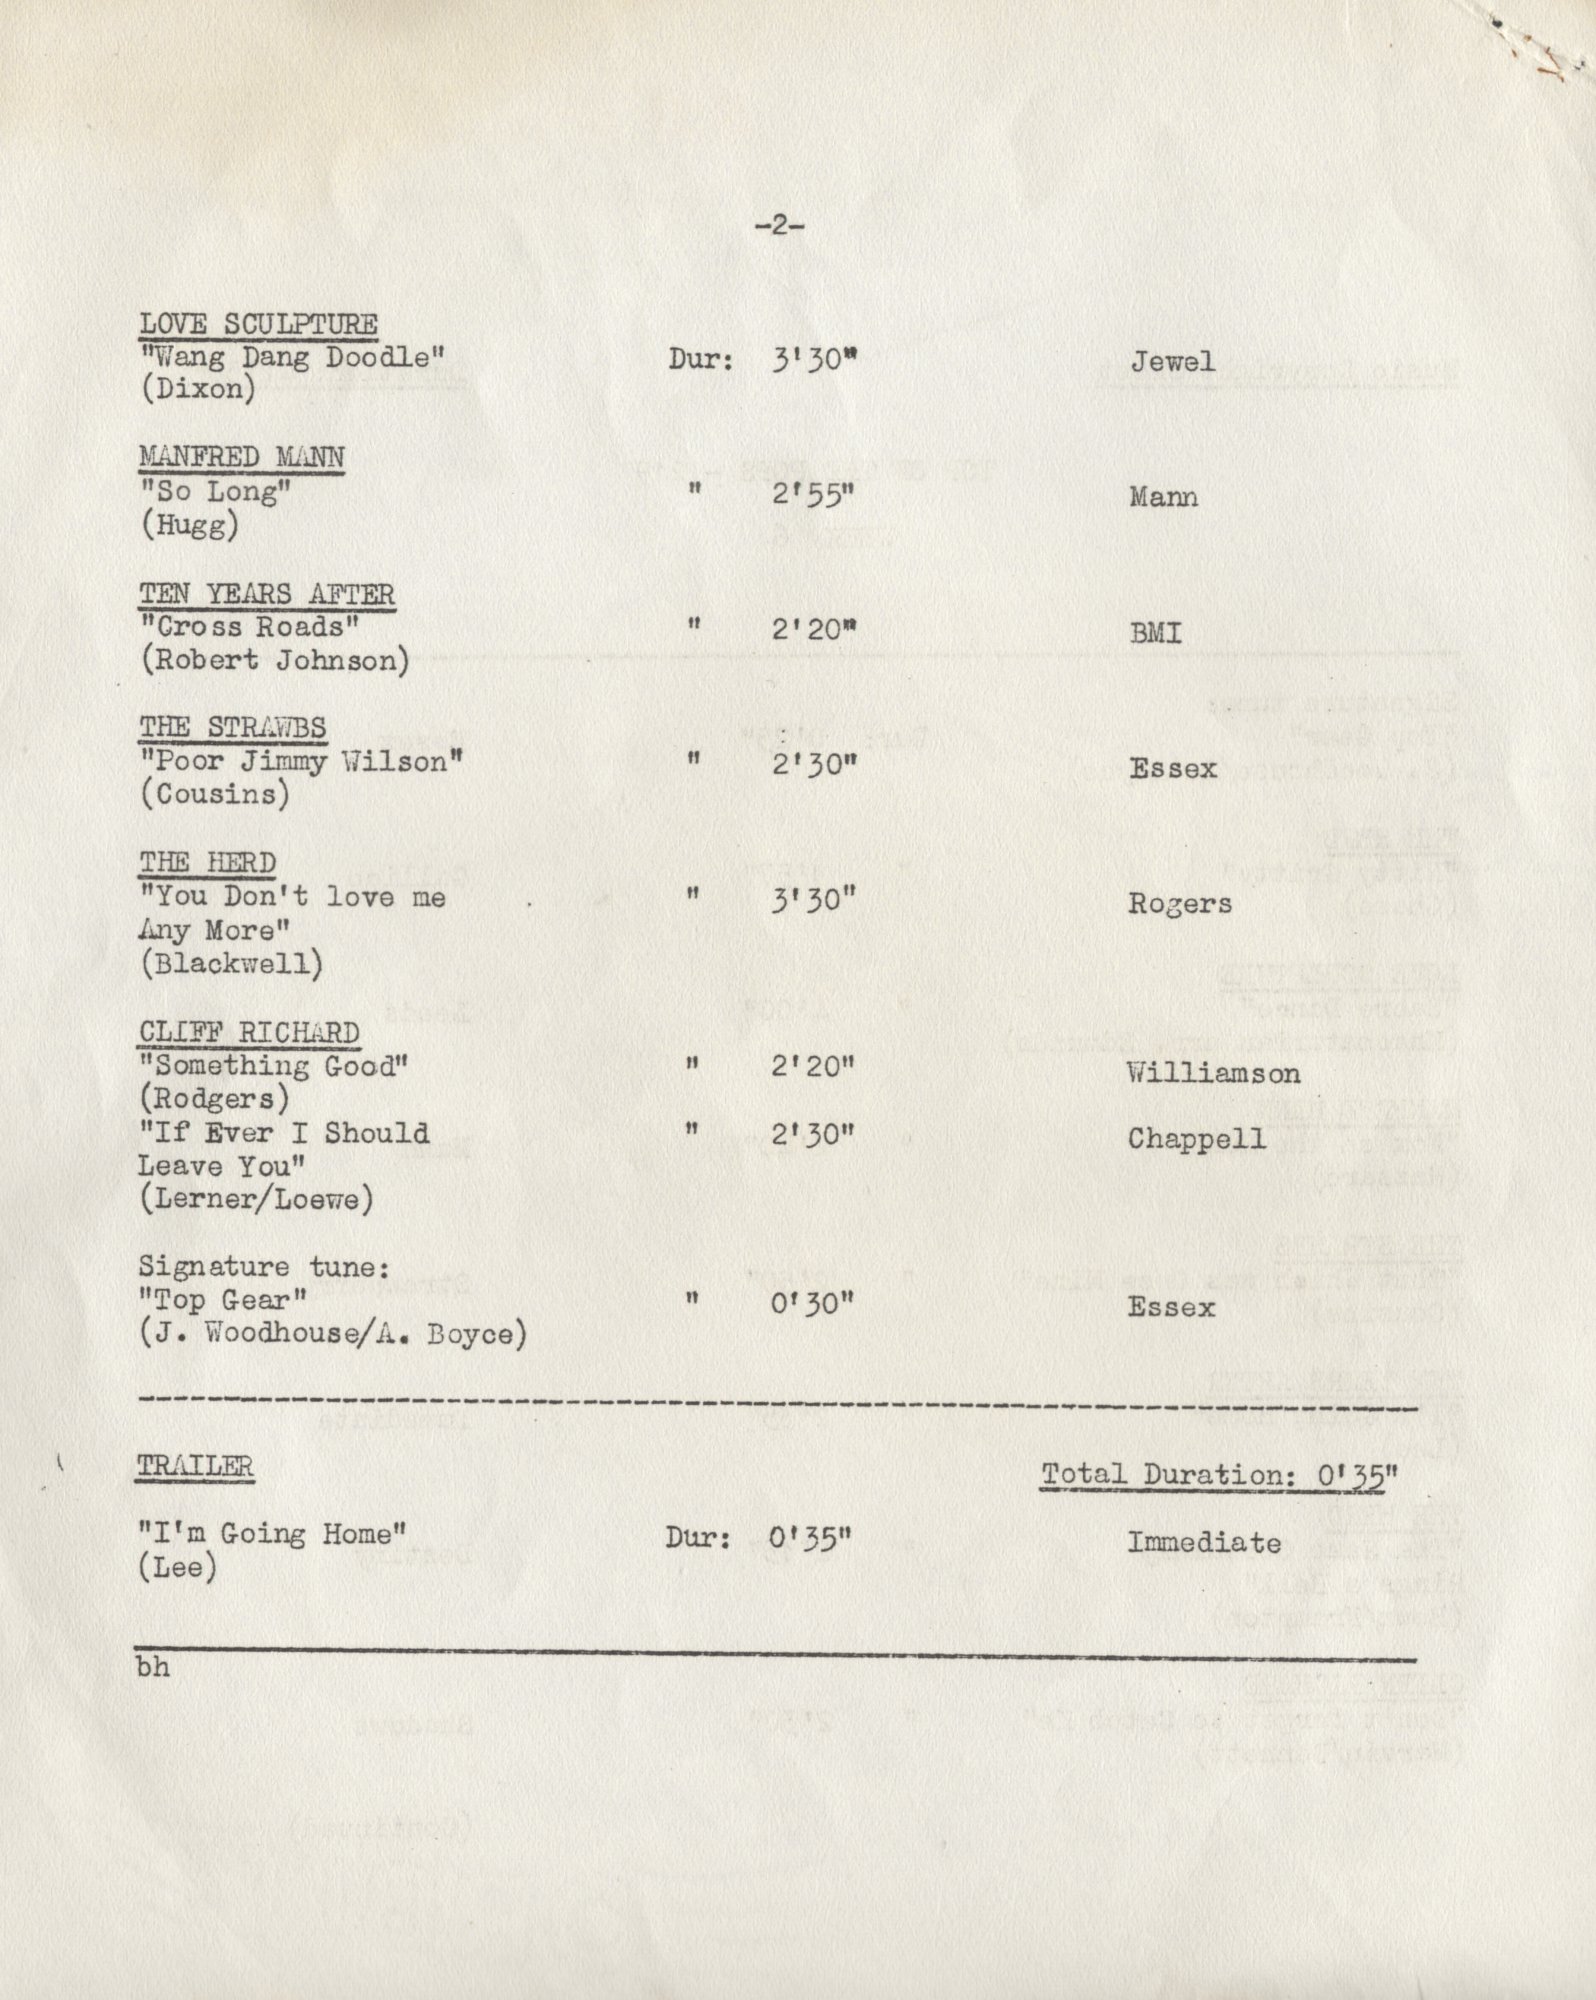 -2-
LOVE SCULPTURE
"Wang Dang Doodle" Dur: 3'30" Jewel
(Dixon)
MANFRED MANN
"So Long" " 2'55" Mann
(Hugg)
TEN YEARS AFTER
"Cross Roads" " 2'20" BMI
(Robert Johnson)
THE STRAWBS
"Poor Jimmy Wilson" " 2'30" Essex
(Cousins)
THE HERD
"You Don't love me " 3'30" Rogers
Any More"
(Blackwell)
CLIFF RICHARD
"Something Good" " 2'20" Williamson
(Rodgers)
"If Ever I Should " 2'30" Chappell
Leave You"
(Lerner/Loewe)
Signature tune:
"Top Gear" " 0'30" Essex
(J. Woodhouse/A. Boyce)
TRAILER Total Duration: 0'35"
"I'm Going Home" Dur: 0'35" Immediate
(Lee)
bh